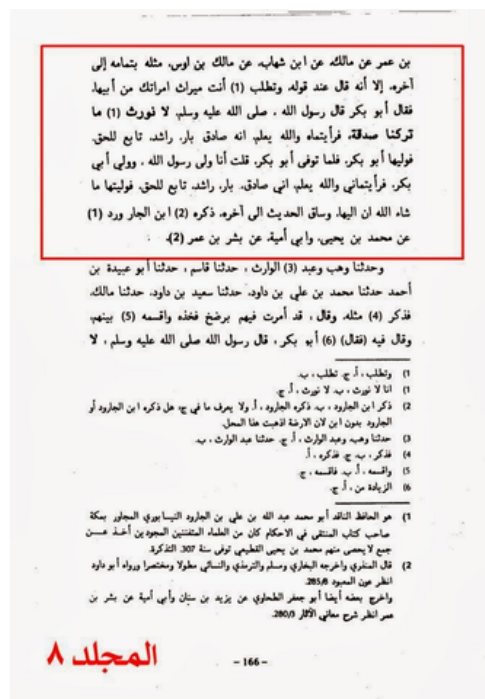 بن عمر عن مالك، عن ابن شهاب، عن مالك بن اوس، مثله بتمامه إلى
آخره، إلا أنه قال عند قوله، وتطلب (1) أنت ميراث امرأتك من أبيها،
فقال أبو بكر قال رسول الله ، صلى الله عليه وسلم، لا نورث (1) ما
تركنا صدقة، فرأيتماه والله يعلم، انه صادق بار، راشد، تابع للحق.
فوليها أبو بكر، فلما توفى أبو بكر، قلت أنا ولى رسول الله ، وولي أبي
بكر، فرأيتماني والله يعلم، اني صادق، بار، راشد، تابع للحق، فوليتها ما
شاء الله ان اليها، وساق الحديث الى آخره، ذكره (2) ابن الجار ورد (1)
عن محمد بن يحيى، وابي أمية، عن بشر بن عمر (2).
وحدثنا وهب وعبد (3) الوارث ، حدثنا قاسم ، حدثنا أبو عبيدة بن
أحمد حدثنا محمد بن علي بن داود، حدثنا سعيد بن داود، حدثنا مالك،
فذكر (4) مثله، وقال ، قد أمرت فيهم برضخ فخذه واقسمه (5) بينهم،
وقال فيه (فقال) (6) أبو بكر ، قال رسول الله صلى الله عليه وسلم ، لا
1) وتطلب ، أ. ج. تطلب ، ب.
1) انا لا نورث ، ب. لا نورث ، أ. ج.
2) ذكر ابن الجارود ، ب. ذكره الجارود ، أ. ولا يعرف ما في ج، هل ذكره ابن الجارود أو
الجارود بدون ابن لان الارضة اذهبت هذا المحل.
3) حدثنا وهب، وعبد الوارث ، أ. ج. حدثنا عبد الوارث ، ب.
4) فذكر ، ب. ج. فذكره ، أ.
5) واقسمه ، أ. ب. فاقسمه ، ج.
6) الزيادة من ، أ. ج.
1) هو الحافظ الناقد أبو محمد عبد الله بن علي بن الجارود النيسابوري المجاور بمكة
صاحب كتاب المنتقى في الاحكام كان من العلماء المتقنين المجودين أخذ عن
جمع لا يحصى منهم محمد بن يحيى القطيعي توفى سنة 307. التذكرة.
2) قال المنذري واخرجه البخاري ومسلم والترمذي والنسائي مطولا ومختصرا ورواه أبو داود
انظر عون المعبود 285/8.
واخرج بعضه أيضا أبو جعفر الطحاوي عن يزيد بن سنان وأبي أمية عن بشر بن
عمر انظر شرح معاني الآثار 280/3.
المجلد ٨
- 166 -